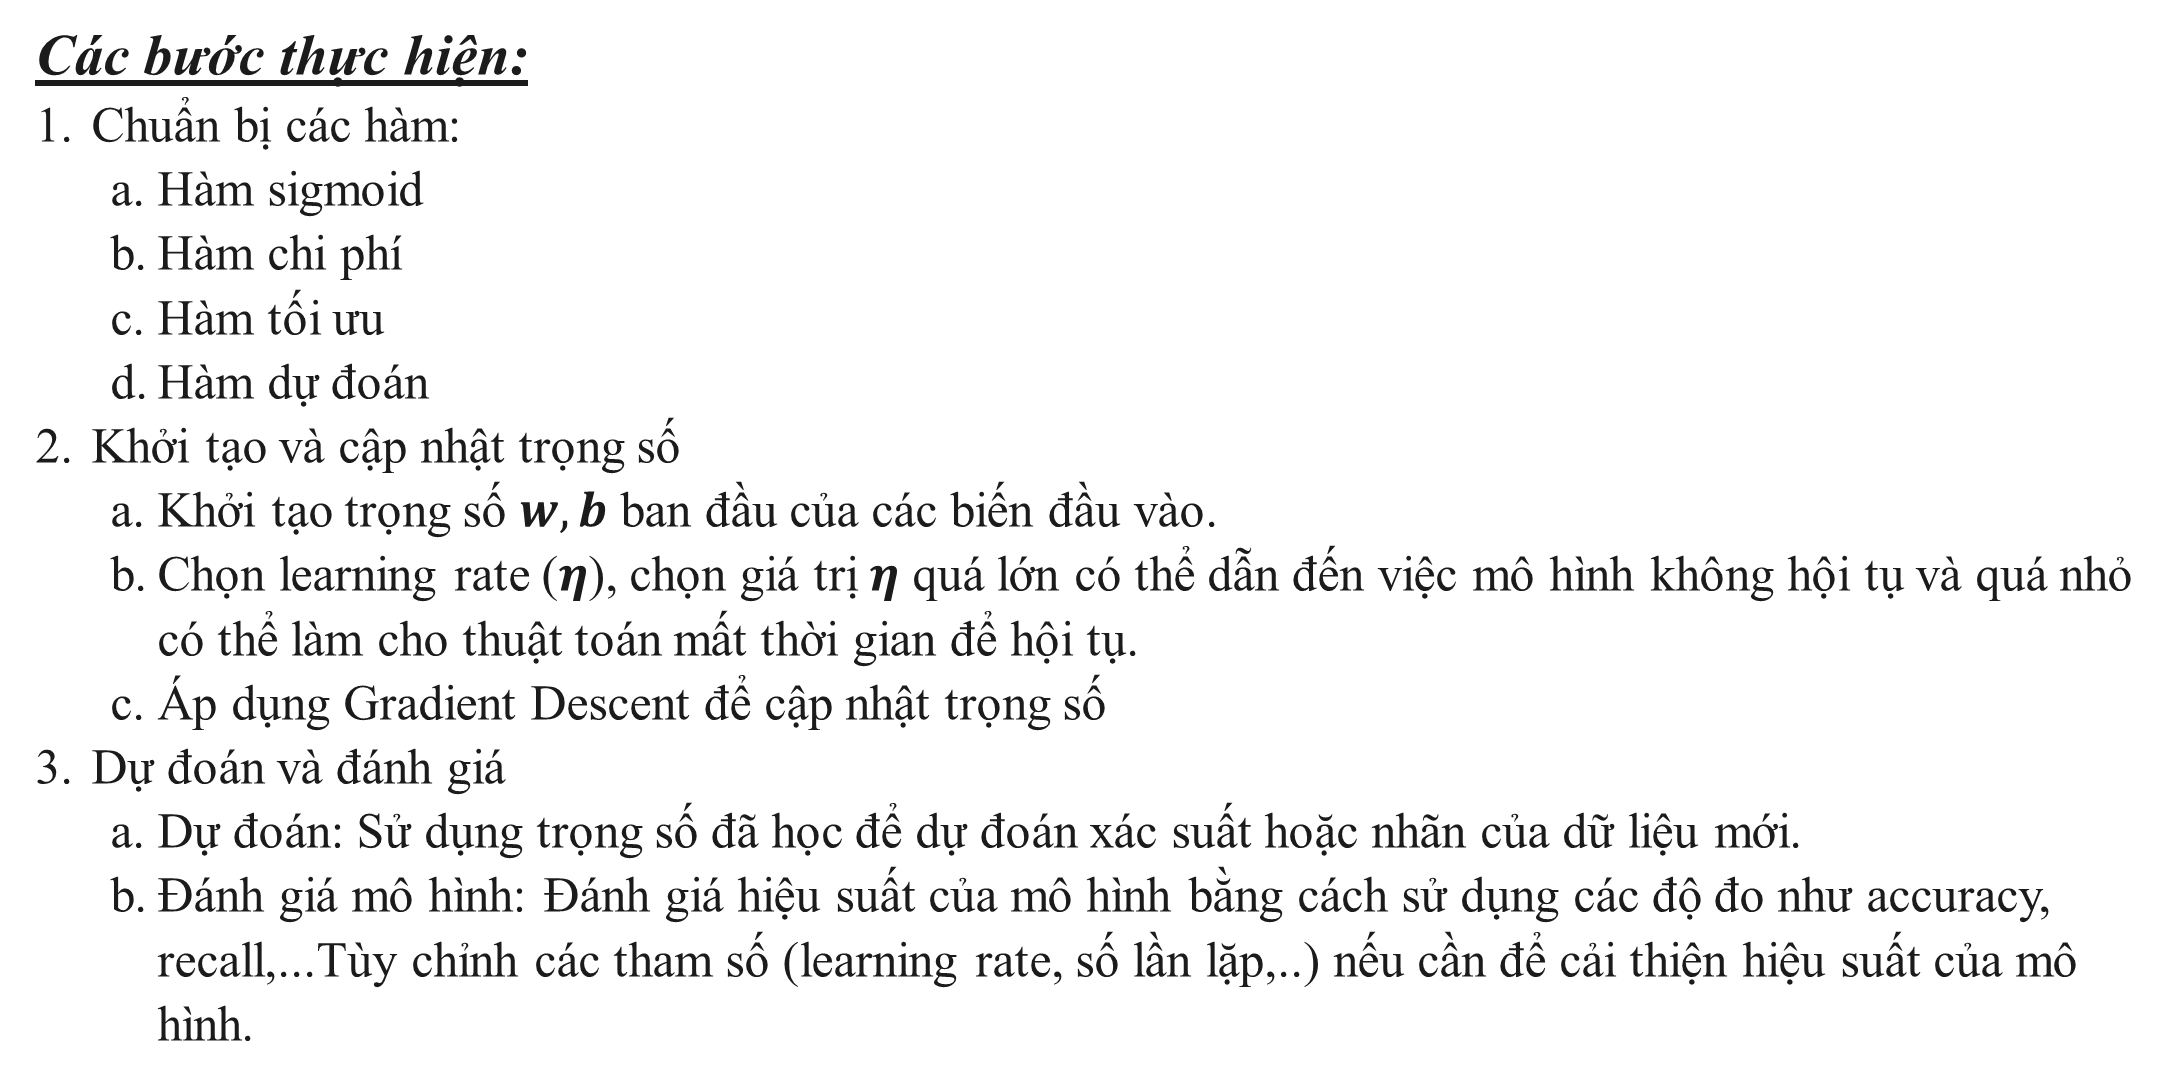 Các bước thực hiện:
1. Chuẩn bị các hàm:
a. Hàm sigmoid
b. Hàm chi phí
c. Hàm tối ưu
d. Hàm dự đoán
2. Khởi tạo và cập nhật trọng số
a. Khởi tạo trọng số w, b ban đầu của các biến đầu vào.
b. Chọn learning rate (η), chọn giá trị η quá lớn có thể dẫn đến việc mô hình không hội tụ và quá nhỏ
có thể làm cho thuật toán mất thời gian để hội tụ.
c. Áp dụng Gradient Descent để cập nhật trọng số
3. Dự đoán và đánh giá
a. Dự đoán: Sử dụng trọng số đã học để dự đoán xác suất hoặc nhãn của dữ liệu mới.
b. Đánh giá mô hình: Đánh giá hiệu suất của mô hình bằng cách sử dụng các độ đo như accuracy,
recall,...Tùy chỉnh các tham số (learning rate, số lần lặp,..) nếu cần để cải thiện hiệu suất của mô
hình.